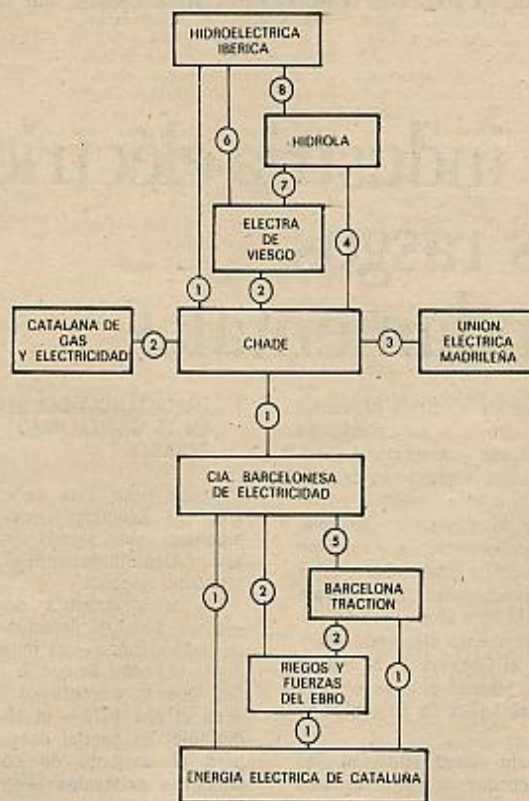 HIDROELECTRICA
IBERICA
8
6
HIDROLA
7
4
ELECTRA
DE
VIESGO
1
2
CATALANA DE
GAS
Y ELECTRICIDAD
2
CHADE
3
UNION
ELECTRICA
MADRILEÑA
1
CIA. BARCELONESA
DE ELECTRICIDAD
5
1
2
BARCELONA
TRACTION
2
1
RIEGOS Y
FUERZAS
DEL EBRO
1
ENERGIA ELECTRICA DE CATALUÑA